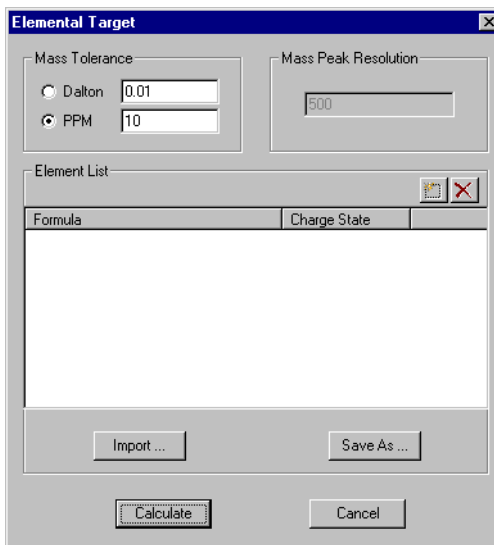 Elemental Target
Mass Tolerance
Dalton 0.01
PPM 10
Mass Peak Resolution
500
Element List
Formula Charge State
Import ... Save As ...
Calculate Cancel